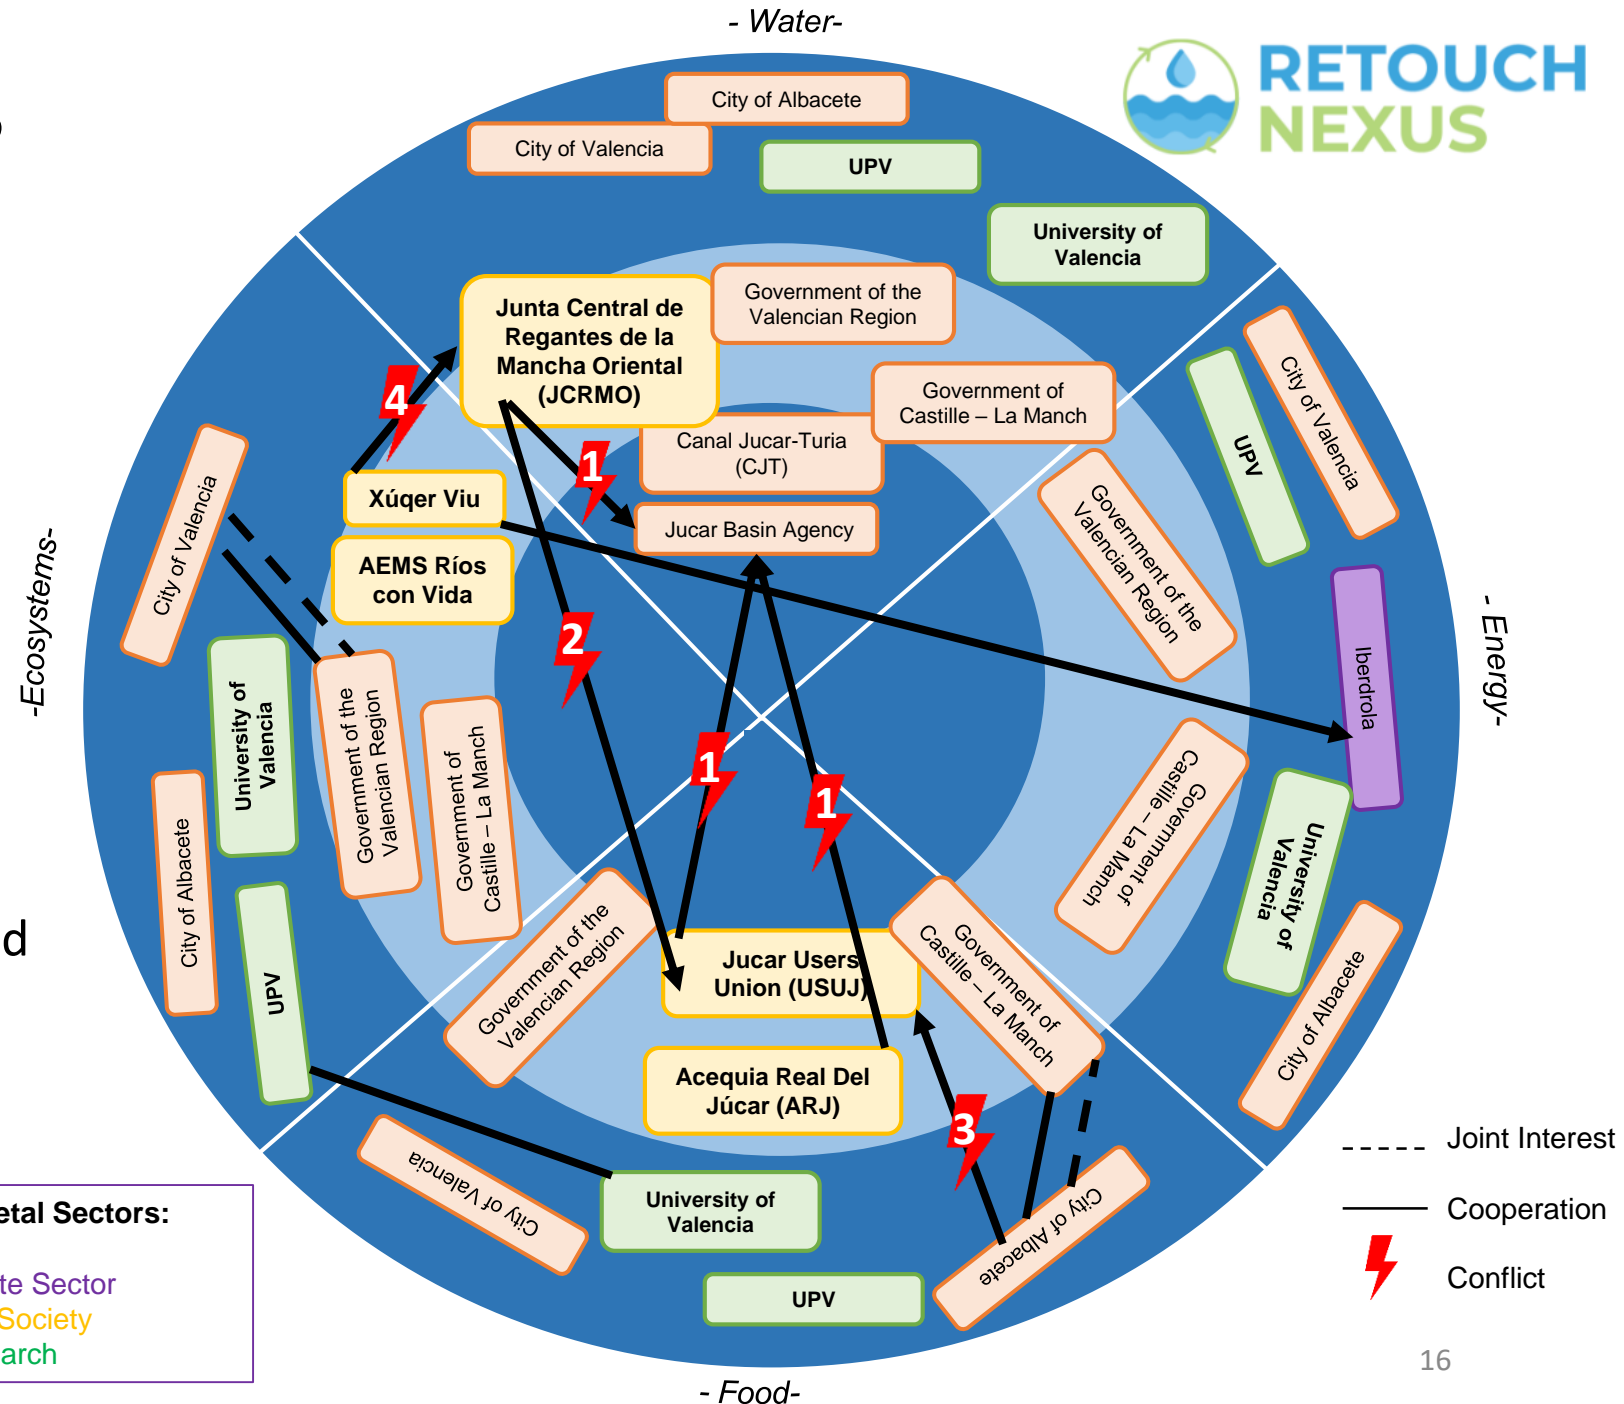 - Water-
RETOUCH
NEXUS
City of Albacete
City of Valencia
UPV
University of
Valencia
Junta Central de
Regantes de la
Mancha Oriental
(JCRMO)
Government of the
Valencian Region
Government of
Castille – La Manch
Canal Jucar-Turia
(CJT)
Jucar Basin Agency
4
1
2
1
1
3
Xúqer Viu
AEMS Ríos
con Vida
-Ecosystems-
City of Valencia
University of
Valencia
Government of the
Valencian Region
Government of
Castille – La Manch
City of Albacete
UPV
- Energy-
City of Valencia
UPV
Government of the
Valencian Region
Iberdrola
Government of
Castille – La Manch
University of
Valencia
City of Albacete
Government of the
Valencian Region
Jucar Users
Union (USUJ)
Government of
Castille – La Manch
Acequia Real Del
Júcar (ARJ)
City of Valencia
University of
Valencia
City of Albacete
UPV
- Food-
d
etal Sectors:
te Sector
Society
arch
Joint Interest
Cooperation
Conflict
16